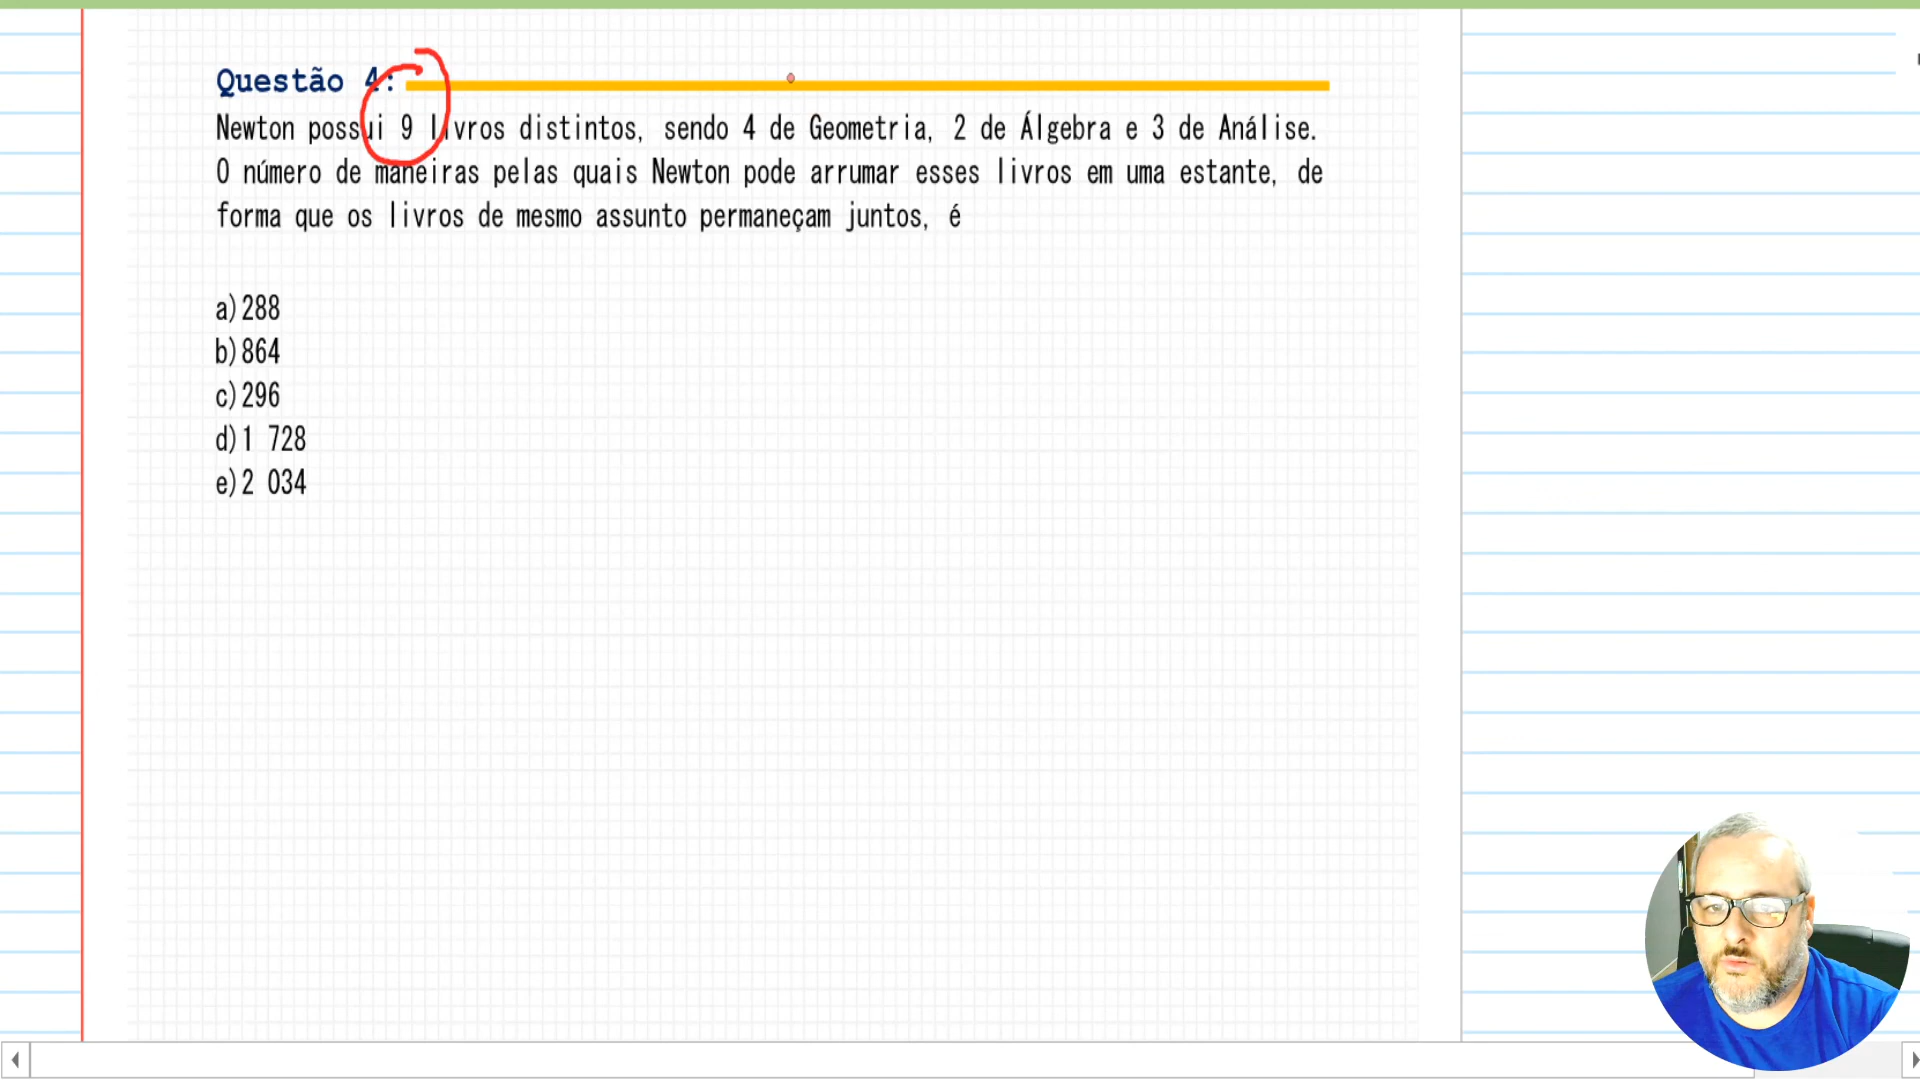 Questão 4:
Newton possui 9 livros distintos, sendo 4 de Geometria, 2 de Álgebra e 3 de Análise.
O número de maneiras pelas quais Newton pode arrumar esses livros em uma estante, de
forma que os livros de mesmo assunto permaneçam juntos, é
a)288
b)864
c)296
d)1 728
e)2 034